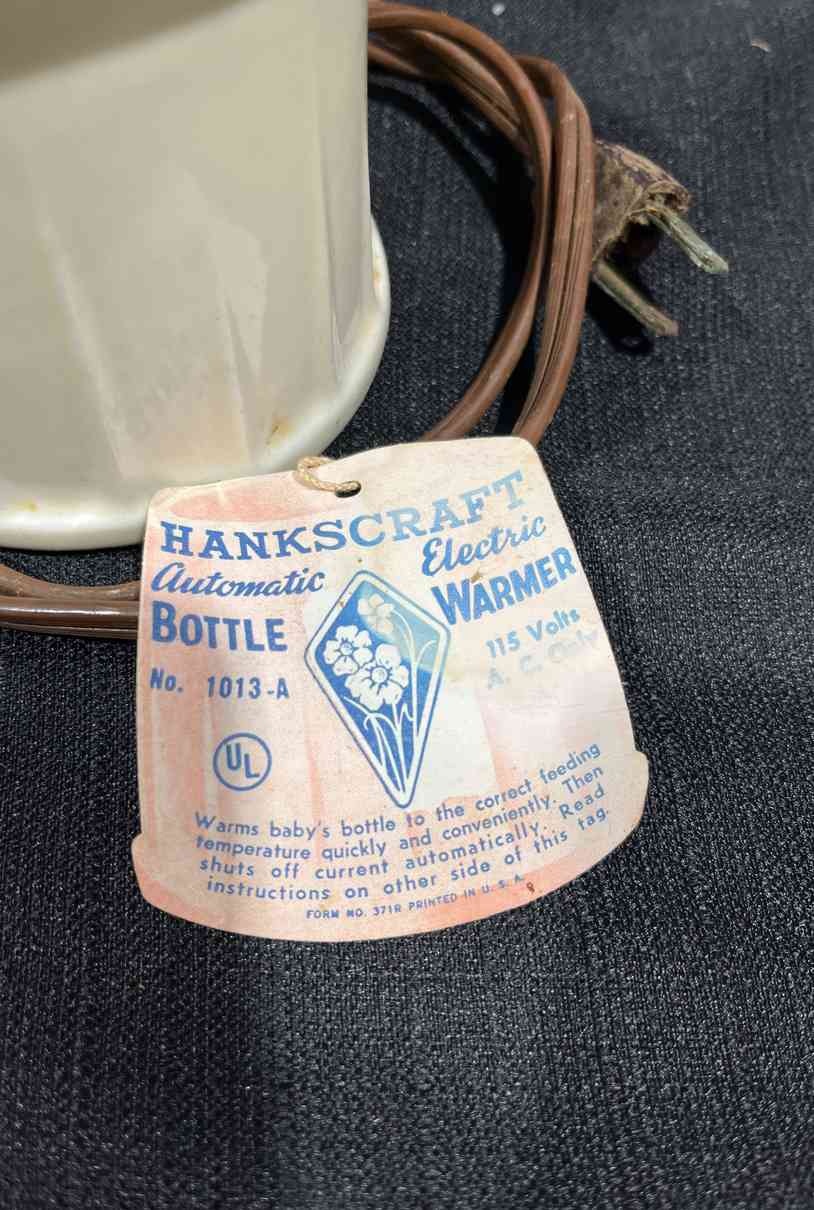 HANKSCRAFT
Automatic Electric
BOTTLE WARMER
No. 1013-A
115 Volts
A. C. Only
UL
Warms baby's bottle to the correct feeding
temperature quickly and conveniently. Then
shuts off current automatically. Read
instructions on other side of this tag.
FORM NO. 371R PRINTED IN U. S. A.